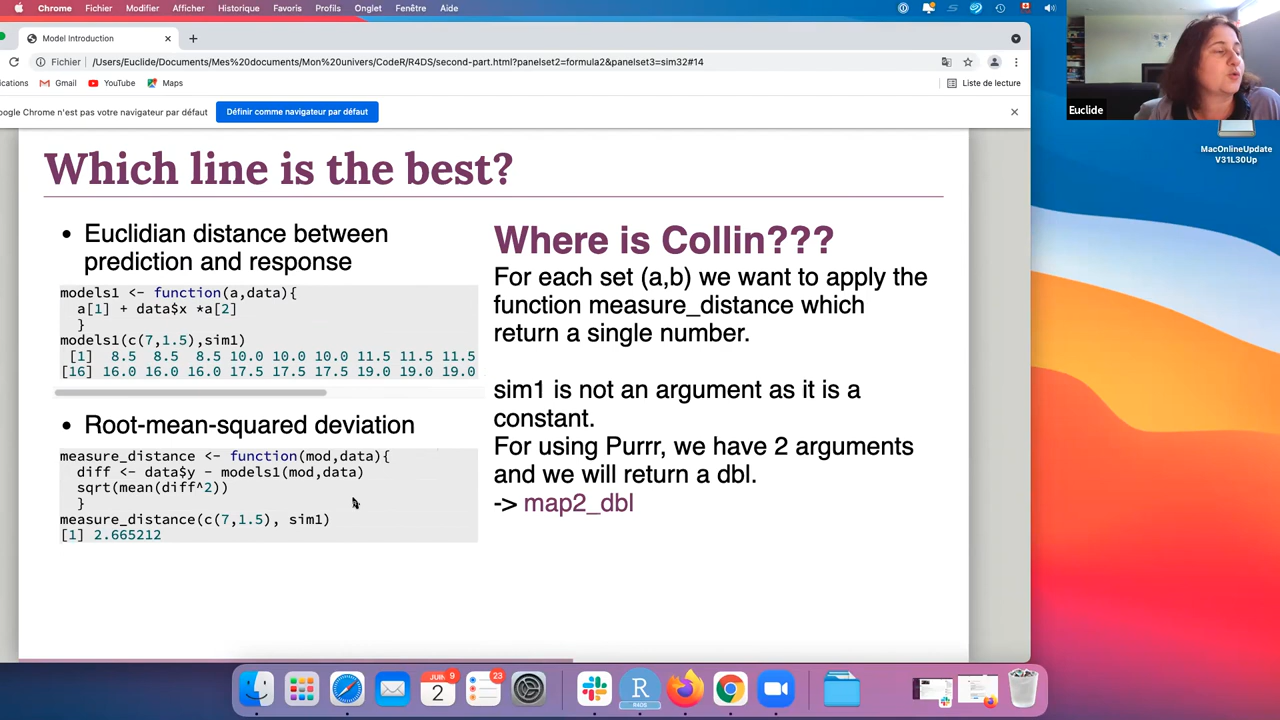 Chrome Fichier Modifier Afficher Historique Favoris Profils Onglet Fenêtre Aide
Model Introduction
Fichier /Users/Euclide/Documents/Mes%20documents/Mon%20univers/CodeR/R4DS/second-part.html?panelset2=formula2&panelset3=sim32#14
ications Gmail YouTube Maps Liste de lecture
ogle Chrome n'est pas votre navigateur par défaut Définir comme navigateur par défaut
Euclide
MacOnlineUpdate
V31L30Up
Which line is the best?
• Euclidian distance between
prediction and response
models1 <- function(a,data){
a[1] + data$x *a[2]
}
models1(c(7,1.5),sim1)
[1] 8.5 8.5 8.5 10.0 10.0 10.0 11.5 11.5 11.5
[16] 16.0 16.0 16.0 17.5 17.5 17.5 19.0 19.0 19.0
• Root-mean-squared deviation
measure_distance <- function(mod,data){
diff <- data$y - models1(mod,data)
sqrt(mean(diff^2))
}
measure_distance(c(7,1.5), sim1)
[1] 2.665212
Where is Collin???
For each set (a,b) we want to apply the
function measure_distance which
return a single number.
sim1 is not an argument as it is a
constant.
For using Purrr, we have 2 arguments
and we will return a dbl.
-> map2_dbl
JUIN
2
9
23
R
R4DS